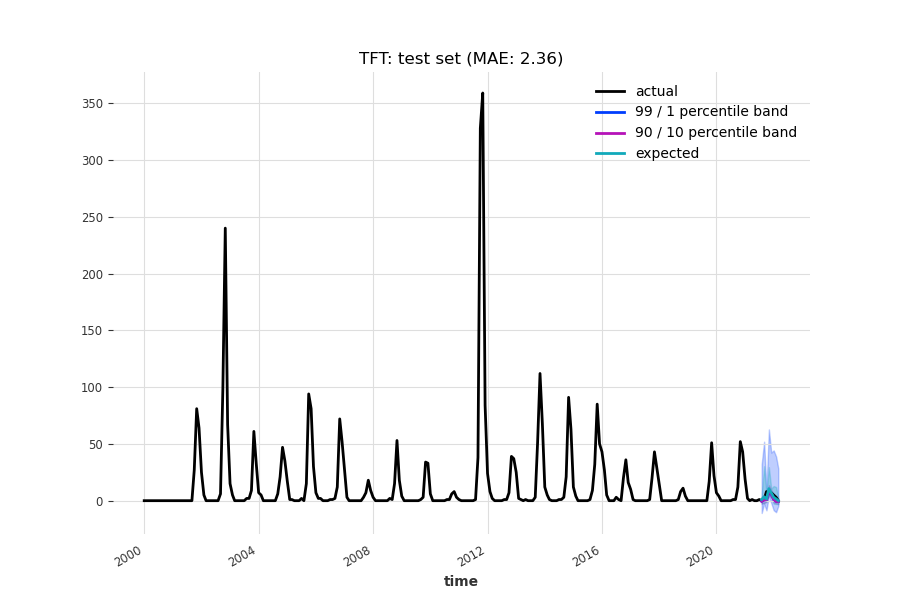 TFT: test set (MAE: 2.36)
actual
99 / 1 percentile band
90 / 10 percentile band
expected
350
300
250
200
150
100
50
0
2000
2004
2008
2012
2016
2020
time